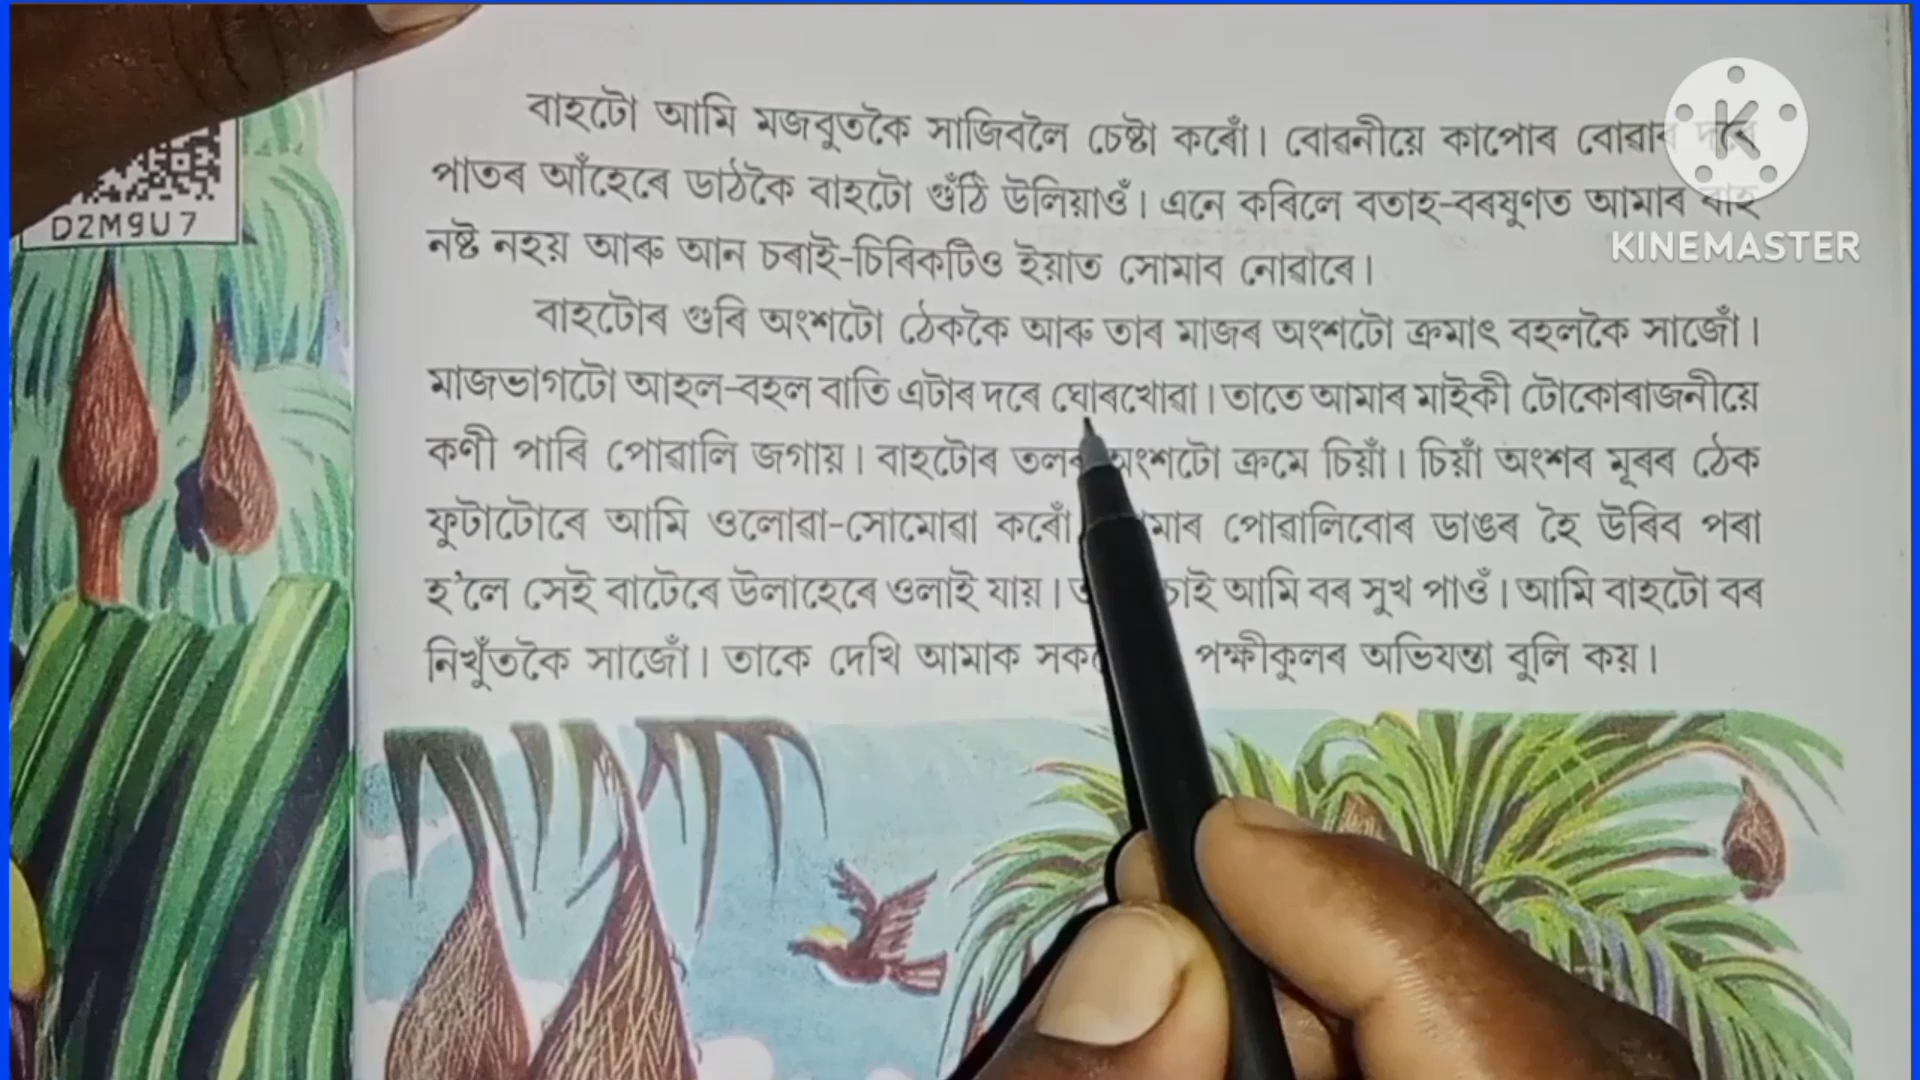 বাহটো আমি মজবুতকৈ সাজিবলৈ চেষ্টা কৰোঁ। বোৱনীয়ে কাপোৰ বোৱাৰ দৰে
পাতৰ আঁহেৰে ডাঠকৈ বাহটো গুঁঠি উলিয়াওঁ। এনে কৰিলে বতাহ-বৰষুণত আমাৰ বাহ
নষ্ট নহয় আৰু আন চৰাই-চিৰিকটিও ইয়াত সোমাব নোৱাৰে।
বাহটোৰ গুৰি অংশটো ঠেককৈ আৰু তাৰ মাজৰ অংশটো ক্ৰমাৎ বহলকৈ সাজোঁ।
মাজভাগটো আহল-বহল বাতি এটাৰ দৰে ঘোৰখোৱা। তাতে আমাৰ মাইকী টোকোৰাজনীয়ে
কণী পাৰি পোৱালি জগায়। বাহটোৰ তলৰ অংশটো ক্ৰমে চিয়াঁ। চিয়াঁ অংশৰ মূৰৰ ঠেক
ফুটাটোৰে আমি ওলোৱা-সোমোৱা কৰোঁ পোৱালিবোৰ ডাঙৰ হৈ উৰিব পৰা
হ'লে সেই বাটেৰে উলাহেৰে ওলাই যায়। আমি বৰ সুখ পাওঁ। আমি বাহটো বৰ
নিখুঁতকৈ সাজোঁ। তাকে দেখি আমাক পক্ষীকুলৰ অভিযন্তা বুলি কয়।
D2M9U7
KINEMASTER